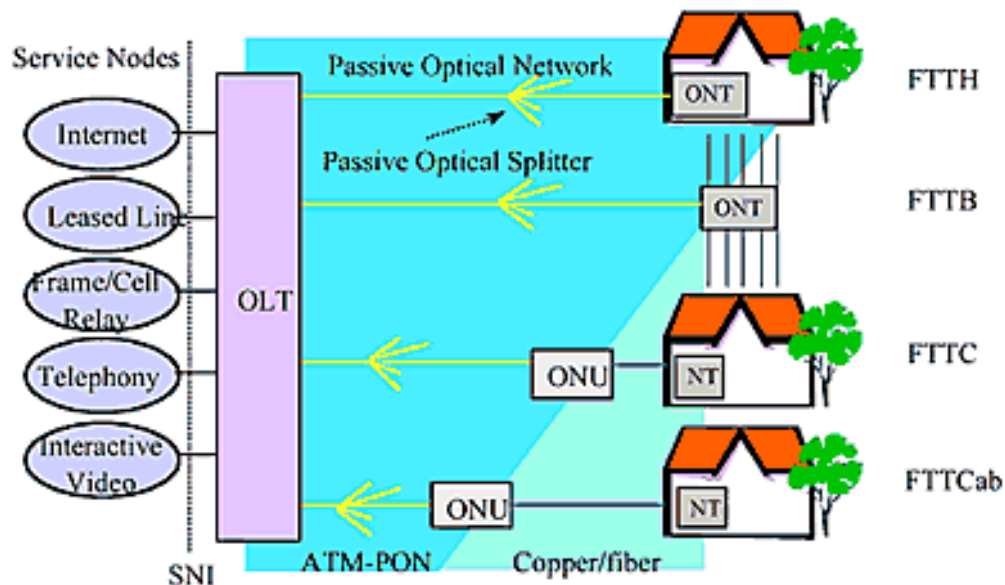 Service Nodes
Internet
Leased Line
Frame/Cell
Relay
Telephony
Interactive
Video
SNI
OLT
Passive Optical Network
Passive Optical Splitter
ONT
FTTH
ONT
FTTB
ONU
NT
FTTC
ONU
NT
FTTCab
ATM-PON
Copper/fiber